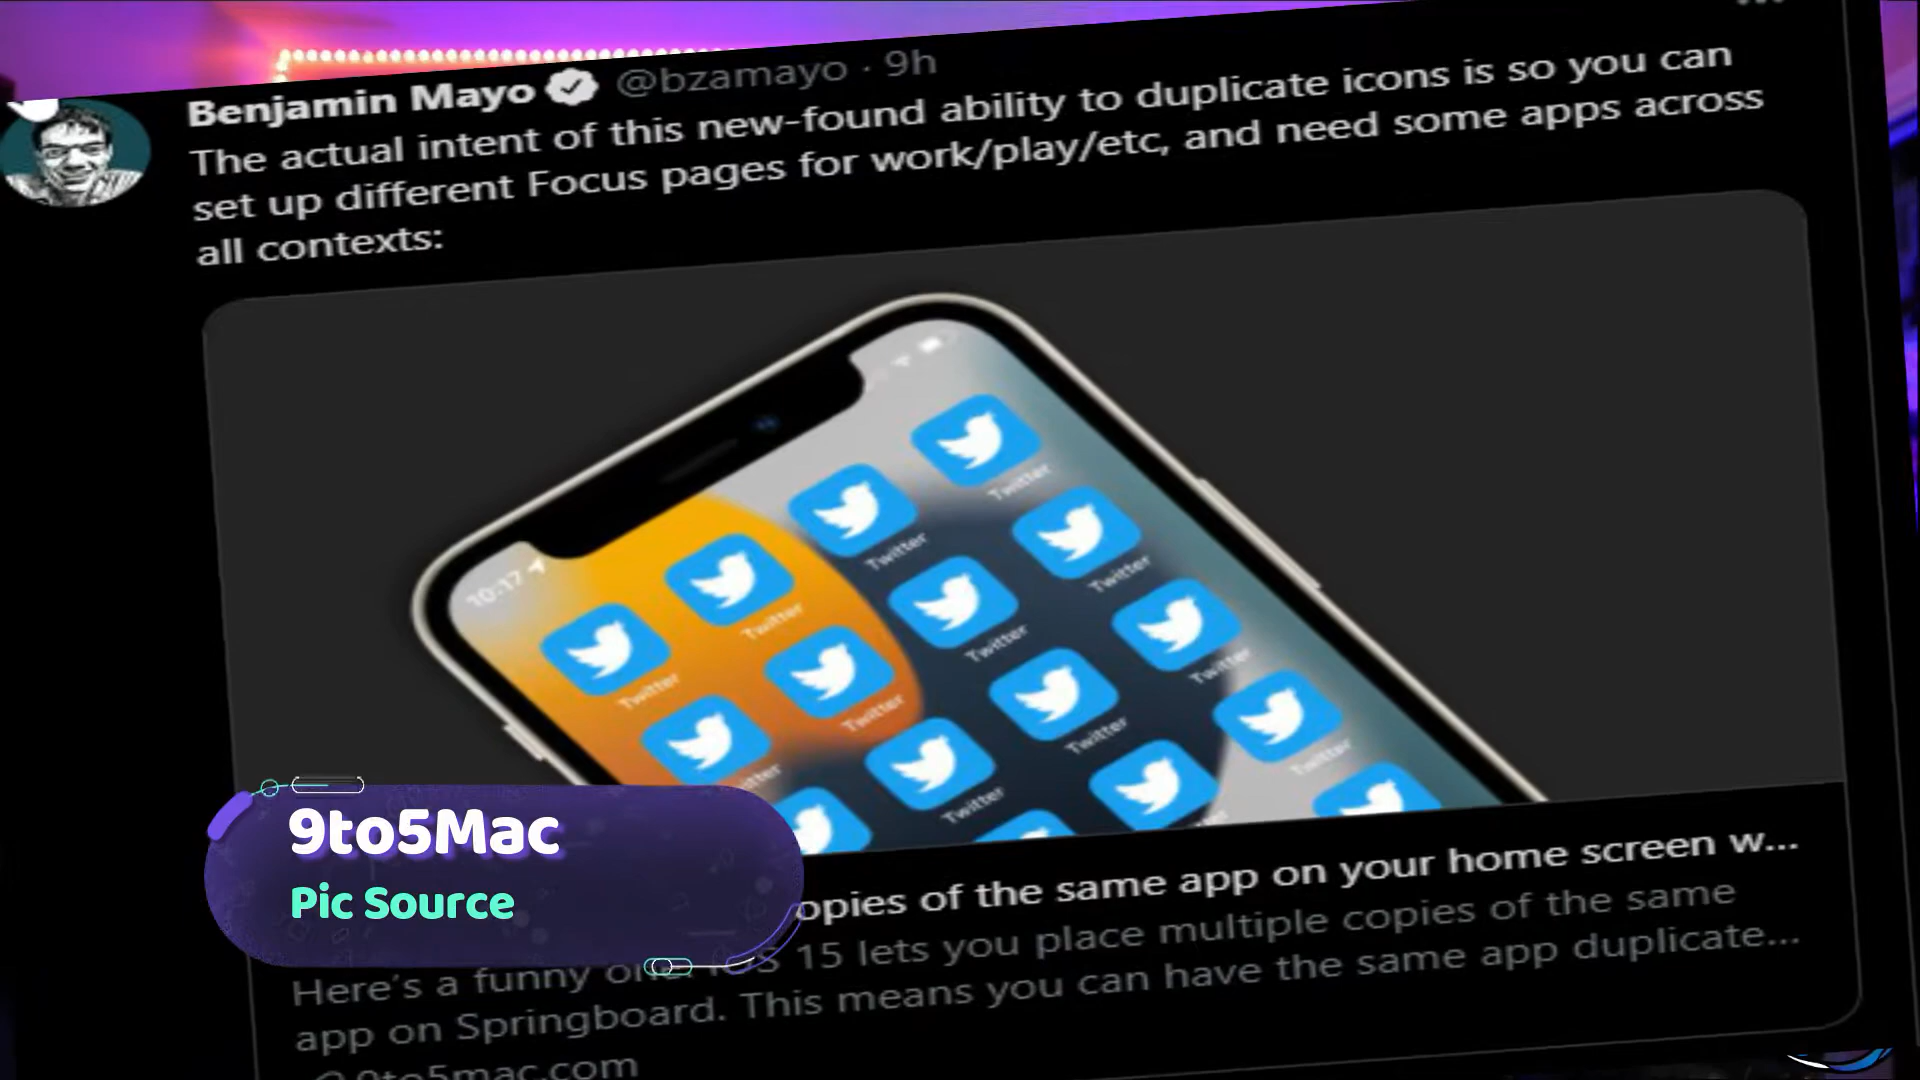 Benjamin Mayo @bzamayo · 9h
The actual intent of this new-found ability to duplicate icons is so you can
set up different Focus pages for work/play/etc, and need some apps across
all contexts:
10:17
Twitter
Twitter
Twitter
Twitter
Twitter
Twitter
Twitter
Twitter
Twitter
Twitter
Twitter
Twitter
9to5Mac
Pic Source
opies of the same app on your home screen w...
Here's a funny one: iOS 15 lets you place multiple copies of the same
app on Springboard. This means you can have the same app duplicate...
9to5mac.com